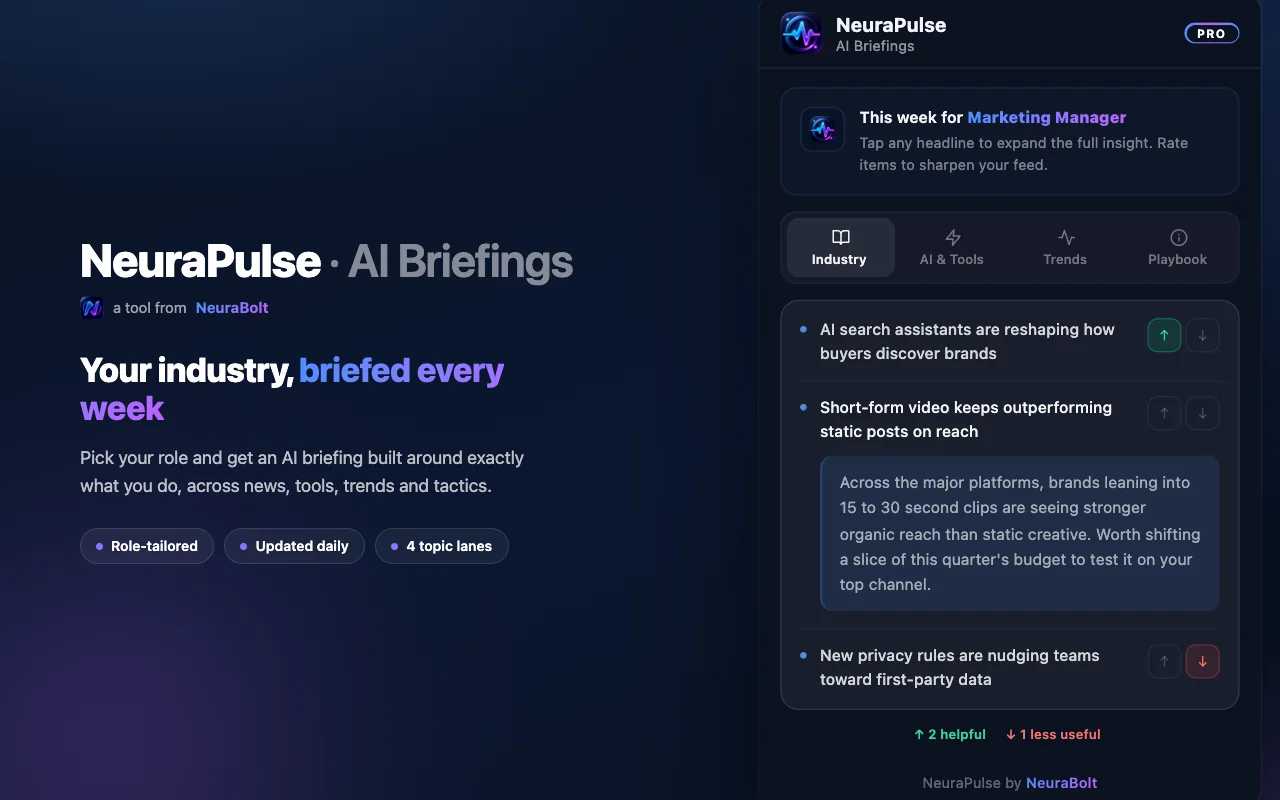 NeuraPulse · AI Briefings
a tool from NeuraBolt
Your industry, briefed every
week
Pick your role and get an AI briefing built around exactly
what you do, across news, tools, trends and tactics.
Role-tailored
Updated daily
4 topic lanes
NeuraPulse
AI Briefings
PRO
This week for Marketing Manager
Tap any headline to expand the full insight. Rate
items to sharpen your feed.
Industry
AI & Tools
Trends
Playbook
AI search assistants are reshaping how
buyers discover brands
↑
↓
Short-form video keeps outperforming
static posts on reach
↑
↓
Across the major platforms, brands leaning into
15 to 30 second clips are seeing stronger
organic reach than static creative. Worth shifting
a slice of this quarter's budget to test it on your
top channel.
New privacy rules are nudging teams
toward first-party data
↑
↓
↑ 2 helpful
↓ 1 less useful
NeuraPulse by NeuraBolt